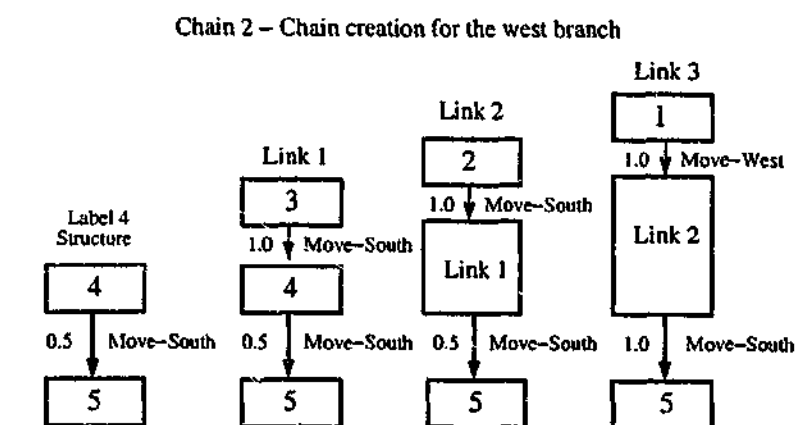 Chain 2 – Chain creation for the west branch
Label 4
Structure
4
0.5 Move–South
5
Link 1
3
1.0 Move–South
4
0.5 Move–South
5
Link 2
2
1.0 Move–South
Link 1
0.5 Move–South
5
Link 3
1
1.0 Move–West
Link 2
1.0 Move–South
5